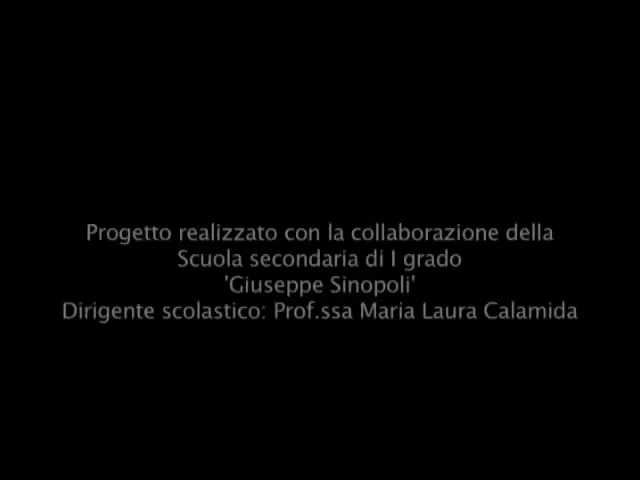 Progetto realizzato con la collaborazione della
Scuola secondaria di I grado
'Giuseppe Sinopoli'
Dirigente scolastico: Prof.ssa Maria Laura Calamida